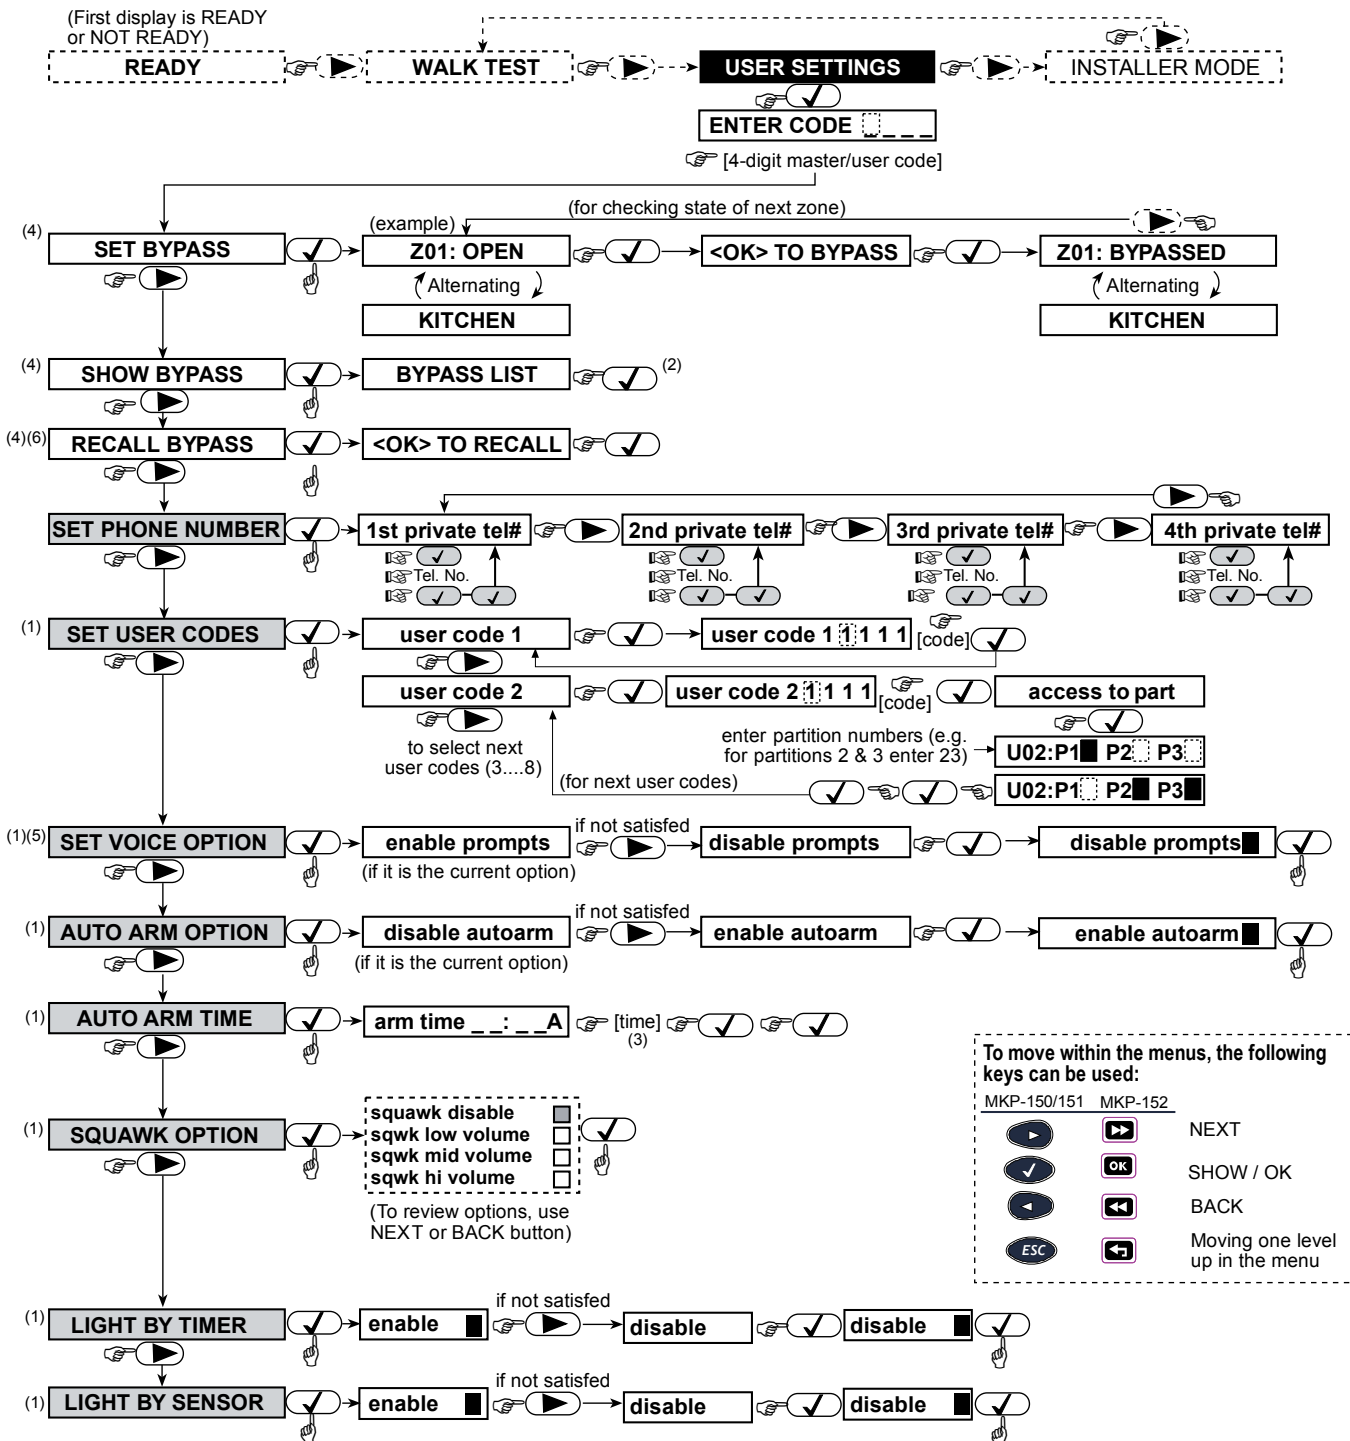 (First display is READY
or NOT READY)
READY
WALK TEST
USER SETTINGS
INSTALLER MODE
ENTER CODE _ _ _ _
[4-digit master/user code]
(for checking state of next zone)
(example)
(4)
SET BYPASS
Z01: OPEN
<OK> TO BYPASS
Z01: BYPASSED
Alternating
Alternating
KITCHEN
KITCHEN
(4)
SHOW BYPASS
BYPASS LIST
(2)
(4)(6)
RECALL BYPASS
<OK> TO RECALL
SET PHONE NUMBER
1st private tel#
2nd private tel#
3rd private tel#
4th private tel#
Tel. No.
Tel. No.
Tel. No.
Tel. No.
(1)
SET USER CODES
user code 1
user code 1 1 1 1 1
[code]
user code 2
user code 2 1 1 1 1
[code]
access to part
to select next
user codes (3....8)
enter partition numbers (e.g.
for partitions 2 & 3 enter 23)
U02:P1 P2 P3
(for next user codes)
U02:P1 P2 P3
(1)(5)
SET VOICE OPTION
enable prompts
if not satisfied
disable prompts
disable prompts
(if it is the current option)
(1)
AUTO ARM OPTION
disable autoarm
if not satisfied
enable autoarm
enable autoarm
(if it is the current option)
(1)
AUTO ARM TIME
arm time _ _: _ _A
[time]
(3)
To move within the menus, the following
keys can be used:
MKP-150/151 MKP-152
NEXT
OK
SHOW / OK
BACK
ESC
Moving one level
up in the menu
(1)
SQUAWK OPTION
squawk disable
sqwk low volume
sqwk mid volume
sqwk hi volume
(To review options, use
NEXT or BACK button)
(1)
LIGHT BY TIMER
enable
if not satisfied
disable
disable
(1)
LIGHT BY SENSOR
enable
if not satisfied
disable
disable